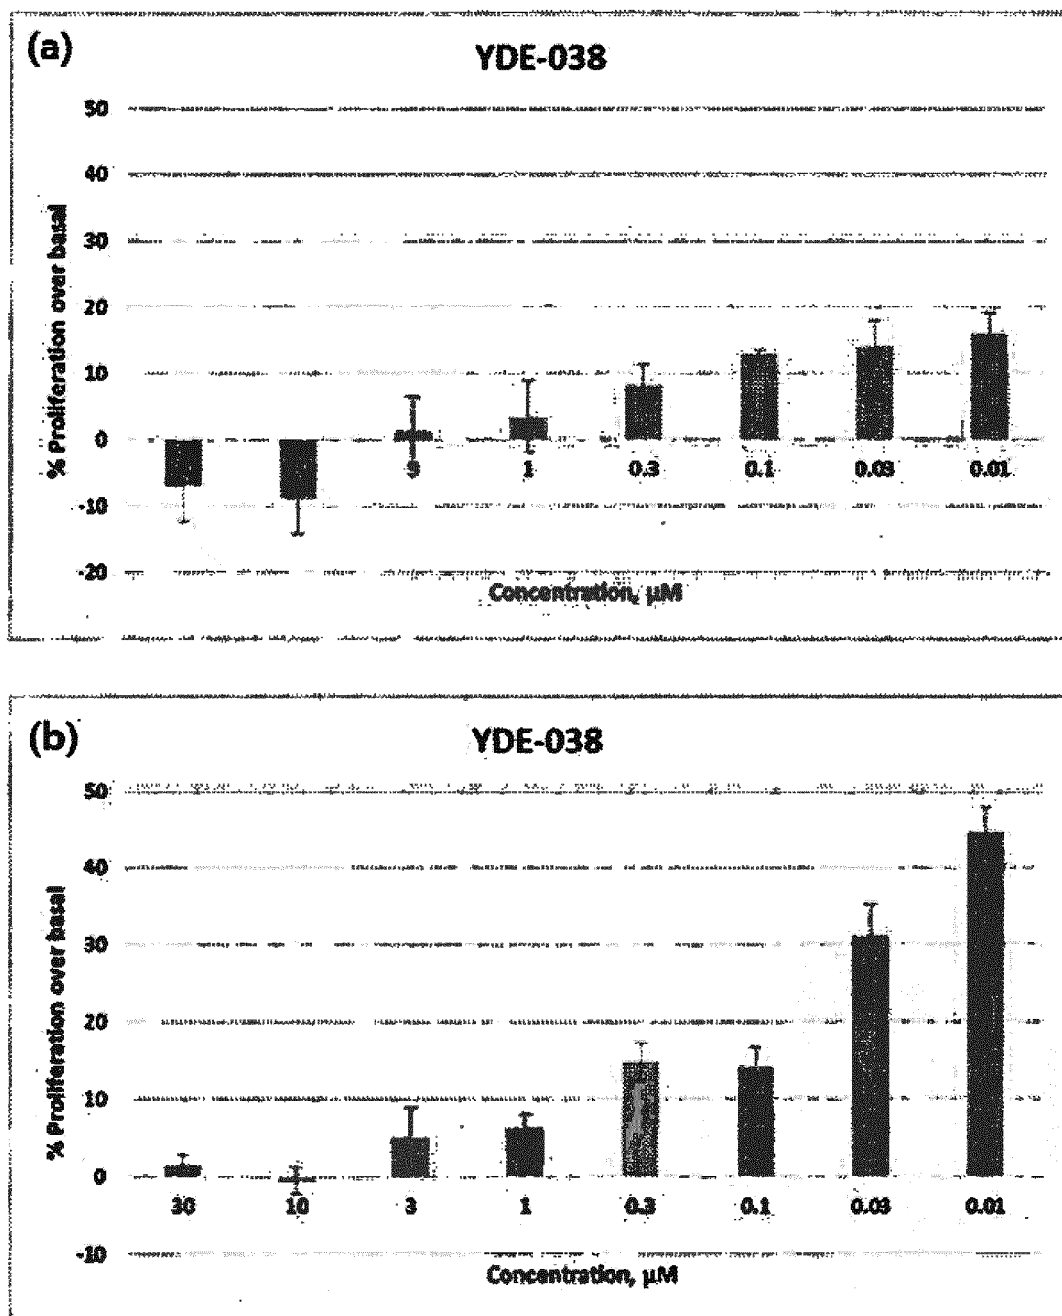 (a)
YDE-038
% Proliferation over basal
50
40
30
20
10
0
-10
-20
3 1 0.3 0.1 0.03 0.01
Concentration, μM
(b)
YDE-038
% Proliferation over basal
50
40
30
20
10
0
-10
30 10 3 1 0.3 0.1 0.03 0.01
Concentration, μM